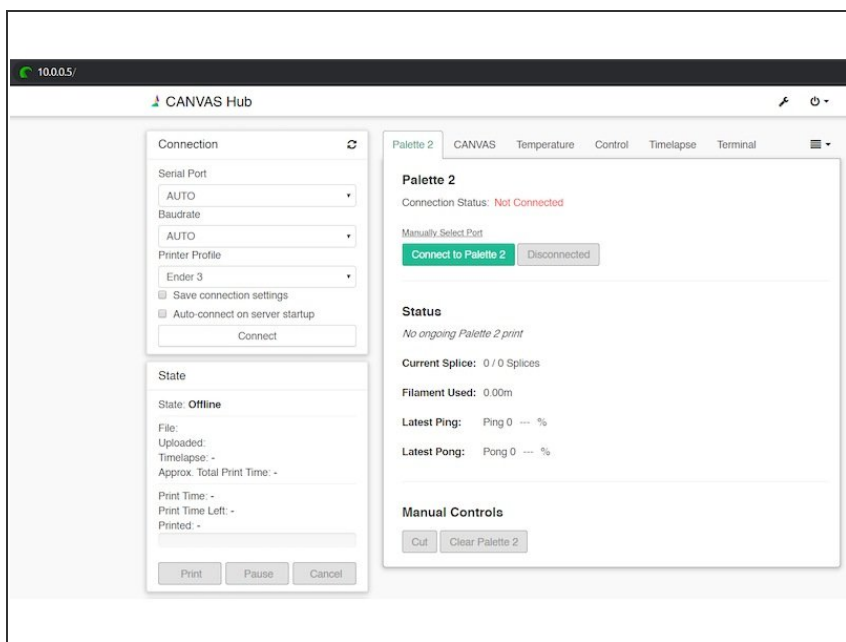 10.0.0.5/
CANVAS Hub
Connection
Serial Port
AUTO
Baudrate
AUTO
Printer Profile
Ender 3
Save connection settings
Auto-connect on server startup
Connect
State
State: Offline
File:
Uploaded:
Timelapse: -
Approx. Total Print Time: -
Print Time: -
Print Time Left: -
Printed: -
Print Pause Cancel
Palette 2 CANVAS Temperature Control Timelapse Terminal
Palette 2
Connection Status: Not Connected
Manually Select Port
Connect to Palette 2 Disconnected
Status
No ongoing Palette 2 print
Current Splice: 0 / 0 Splices
Filament Used: 0.00m
Latest Ping: Ping 0 --- %
Latest Pong: Pong 0 --- %
Manual Controls
Cut Clear Palette 2